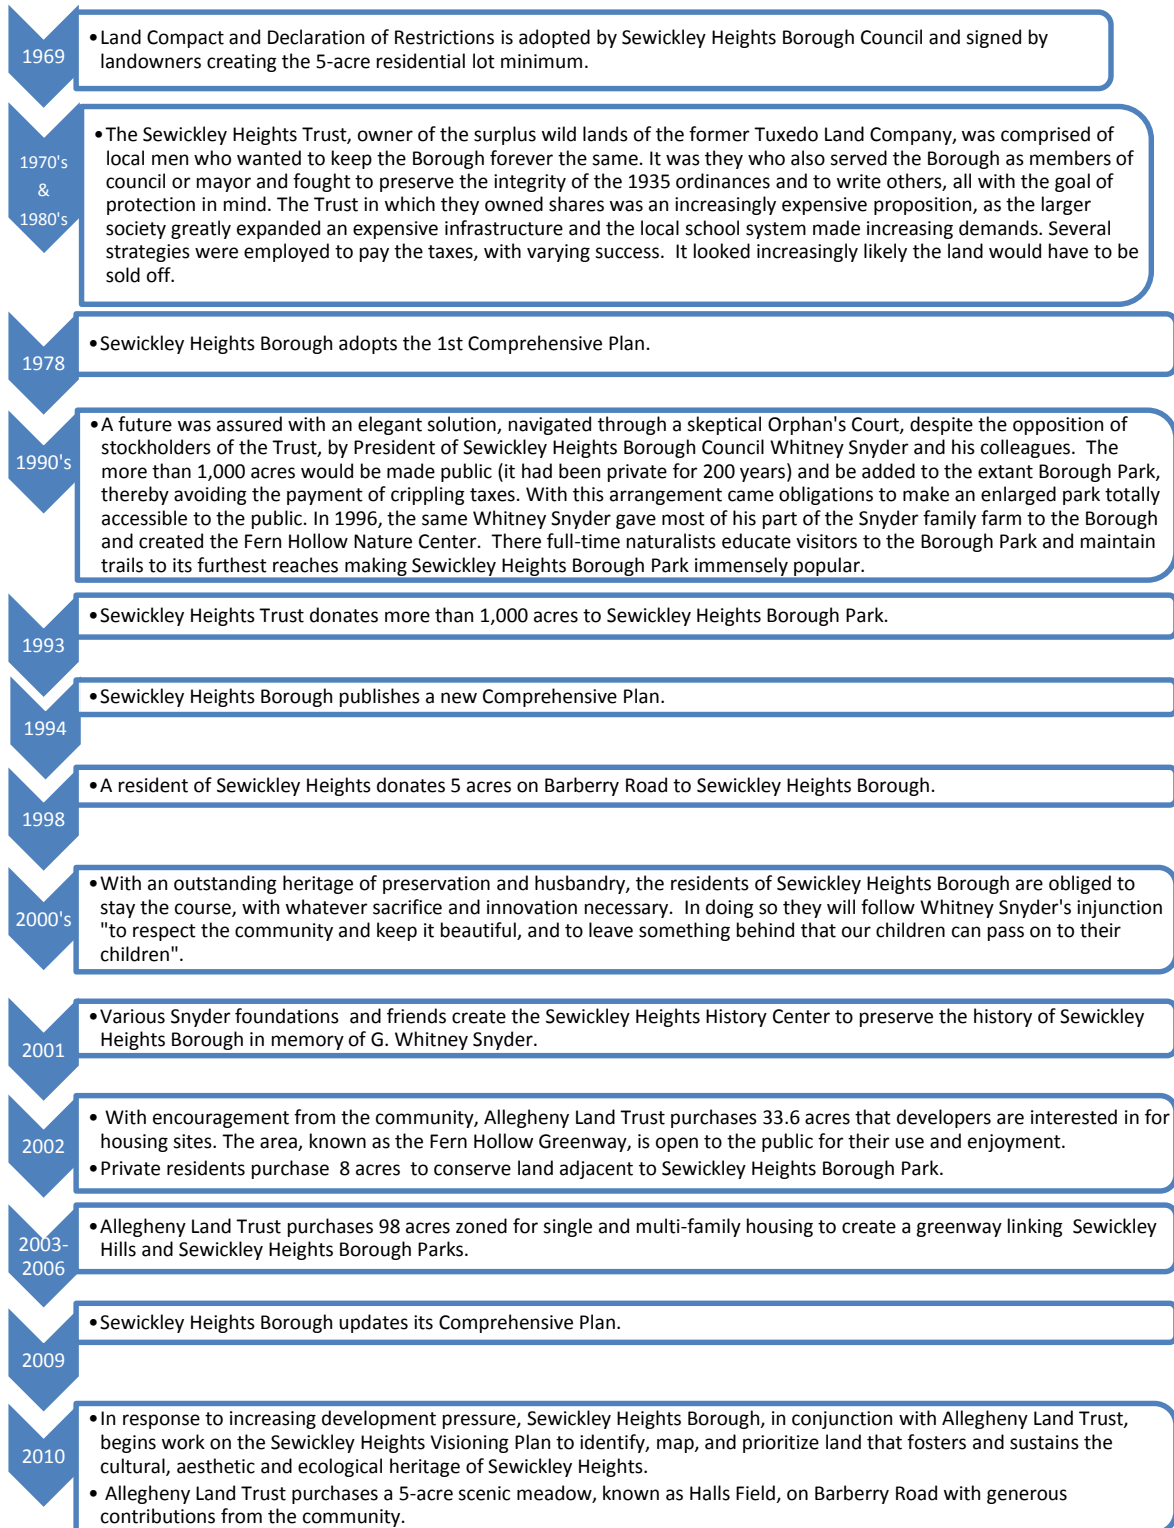 1969
•Land Compact and Declaration of Restrictions is adopted by Sewickley Heights Borough Council and signed by
landowners creating the 5-acre residential lot minimum.
1970's
&
1980's
•The Sewickley Heights Trust, owner of the surplus wild lands of the former Tuxedo Land Company, was comprised of
local men who wanted to keep the Borough forever the same. It was they who also served the Borough as members of
council or mayor and fought to preserve the integrity of the 1935 ordinances and to write others, all with the goal of
protection in mind. The Trust in which they owned shares was an increasingly expensive proposition, as the larger
society greatly expanded an expensive infrastructure and the local school system made increasing demands. Several
strategies were employed to pay the taxes, with varying success.  It looked increasingly likely the land would have to be
sold off.
1978
•Sewickley Heights Borough adopts the 1st Comprehensive Plan.
1990's
•A future was assured with an elegant solution, navigated through a skeptical Orphan's Court, despite the opposition of
stockholders of the Trust, by President of Sewickley Heights Borough Council Whitney Snyder and his colleagues.  The
more than 1,000 acres would be made public (it had been private for 200 years) and be added to the extant Borough Park,
thereby avoiding the payment of crippling taxes. With this arrangement came obligations to make an enlarged park totally
accessible to the public. In 1996, the same Whitney Snyder gave most of his part of the Snyder family farm to the Borough
and created the Fern Hollow Nature Center.  There full-time naturalists educate visitors to the Borough Park and maintain
trails to its furthest reaches making Sewickley Heights Borough Park immensely popular.
1993
•Sewickley Heights Trust donates more than 1,000 acres to Sewickley Heights Borough Park.
1994
•Sewickley Heights Borough publishes a new Comprehensive Plan.
1998
•A resident of Sewickley Heights donates 5 acres on Barberry Road to Sewickley Heights Borough.
2000's
•With an outstanding heritage of preservation and husbandry, the residents of Sewickley Heights Borough are obliged to
stay the course, with whatever sacrifice and innovation necessary.  In doing so they will follow Whitney Snyder's injunction
"to respect the community and keep it beautiful, and to leave something behind that our children can pass on to their
children".
2001
•Various Snyder foundations  and friends create the Sewickley Heights History Center to preserve the history of Sewickley
Heights Borough in memory of G. Whitney Snyder.
2002
• With encouragement from the community, Allegheny Land Trust purchases 33.6 acres that developers are interested in for
housing sites. The area, known as the Fern Hollow Greenway, is open to the public for their use and enjoyment.
•Private residents purchase  8 acres  to conserve land adjacent to Sewickley Heights Borough Park.
2003-
2006
•Allegheny Land Trust purchases 98 acres zoned for single and multi-family housing to create a greenway linking  Sewickley
Hills and Sewickley Heights Borough Parks.
2009
•Sewickley Heights Borough updates its Comprehensive Plan.
2010
•In response to increasing development pressure, Sewickley Heights Borough, in conjunction with Allegheny Land Trust,
begins work on the Sewickley Heights Visioning Plan to identify, map, and prioritize land that fosters and sustains the
cultural, aesthetic and ecological heritage of Sewickley Heights.
• Allegheny Land Trust purchases a 5-acre scenic meadow, known as Halls Field, on Barberry Road with generous
contributions from the community.